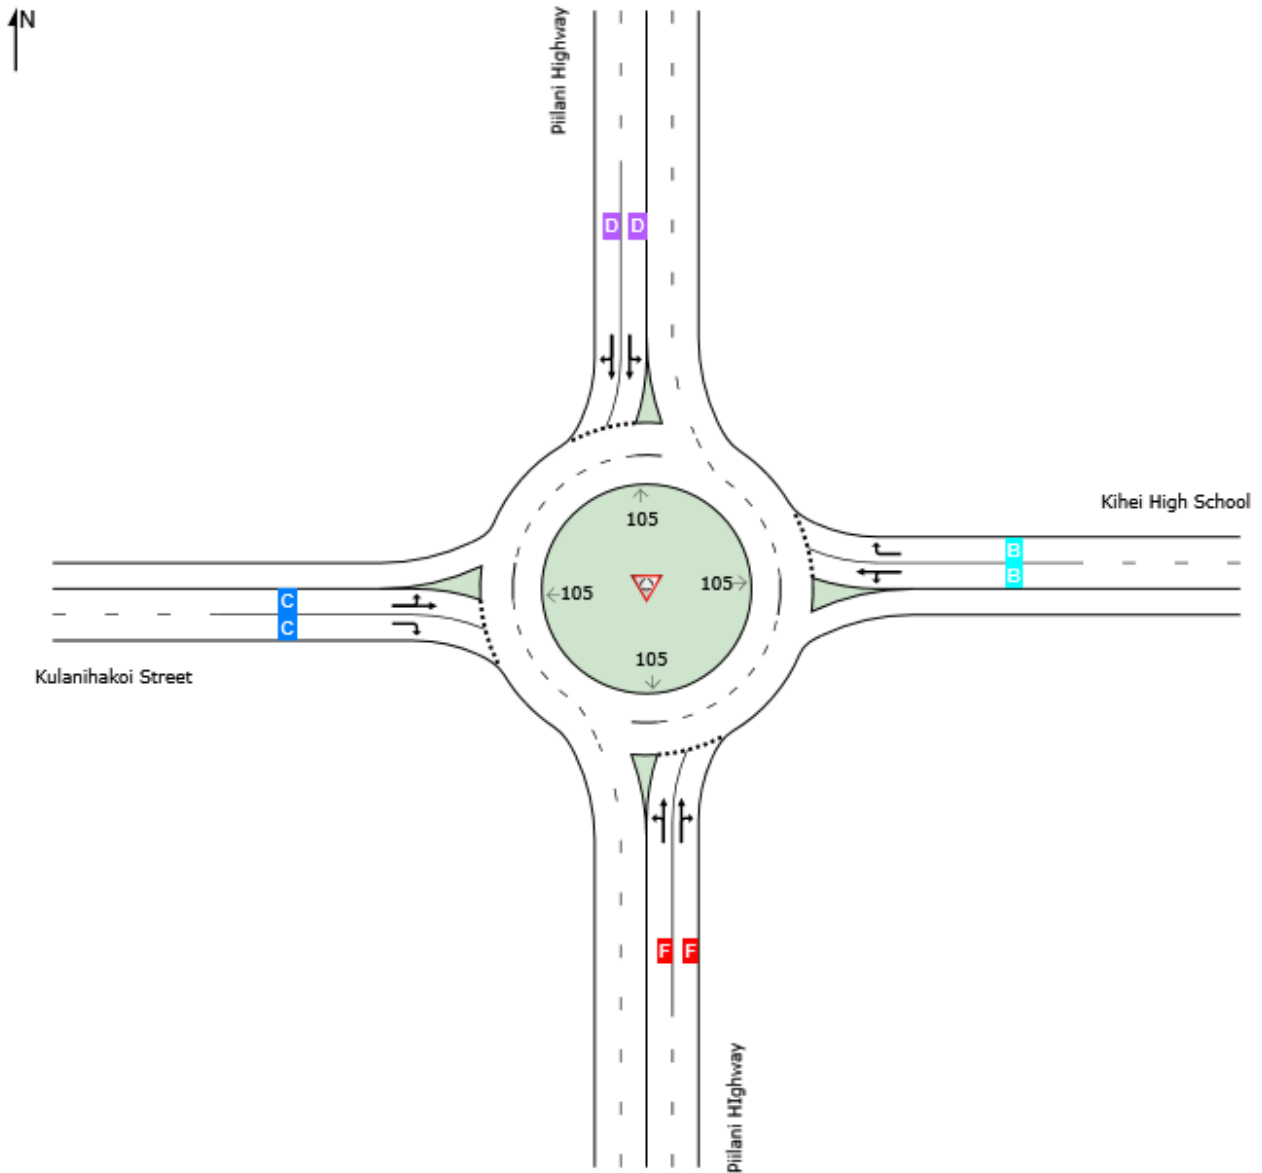 N
Piilani Highway
D D
Kihei High School
B
B
105
105
105
105
C
C
Kulanihakoi Street
F F
Piilani HIghway